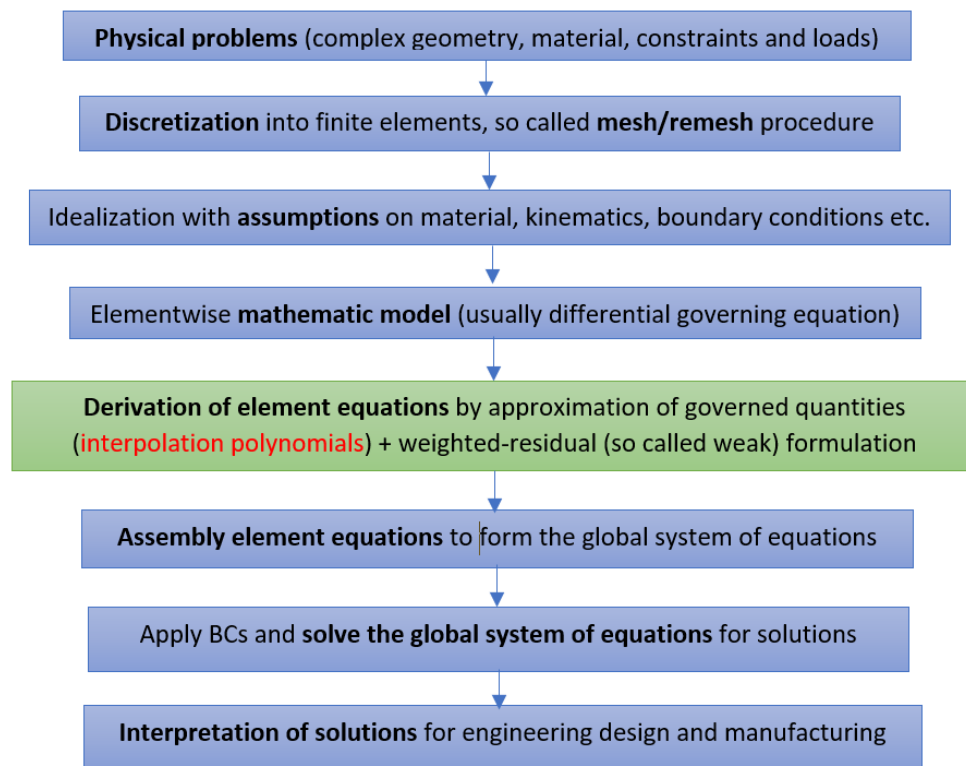 Physical problems (complex geometry, material, constraints and loads)
Discretization into finite elements, so called mesh/remesh procedure
Idealization with assumptions on material, kinematics, boundary conditions etc.
Elementwise mathematic model (usually differential governing equation)
Derivation of element equations by approximation of governed quantities
(interpolation polynomials) + weighted-residual (so called weak) formulation
Assembly element equations to form the global system of equations
Apply BCs and solve the global system of equations for solutions
Interpretation of solutions for engineering design and manufacturing